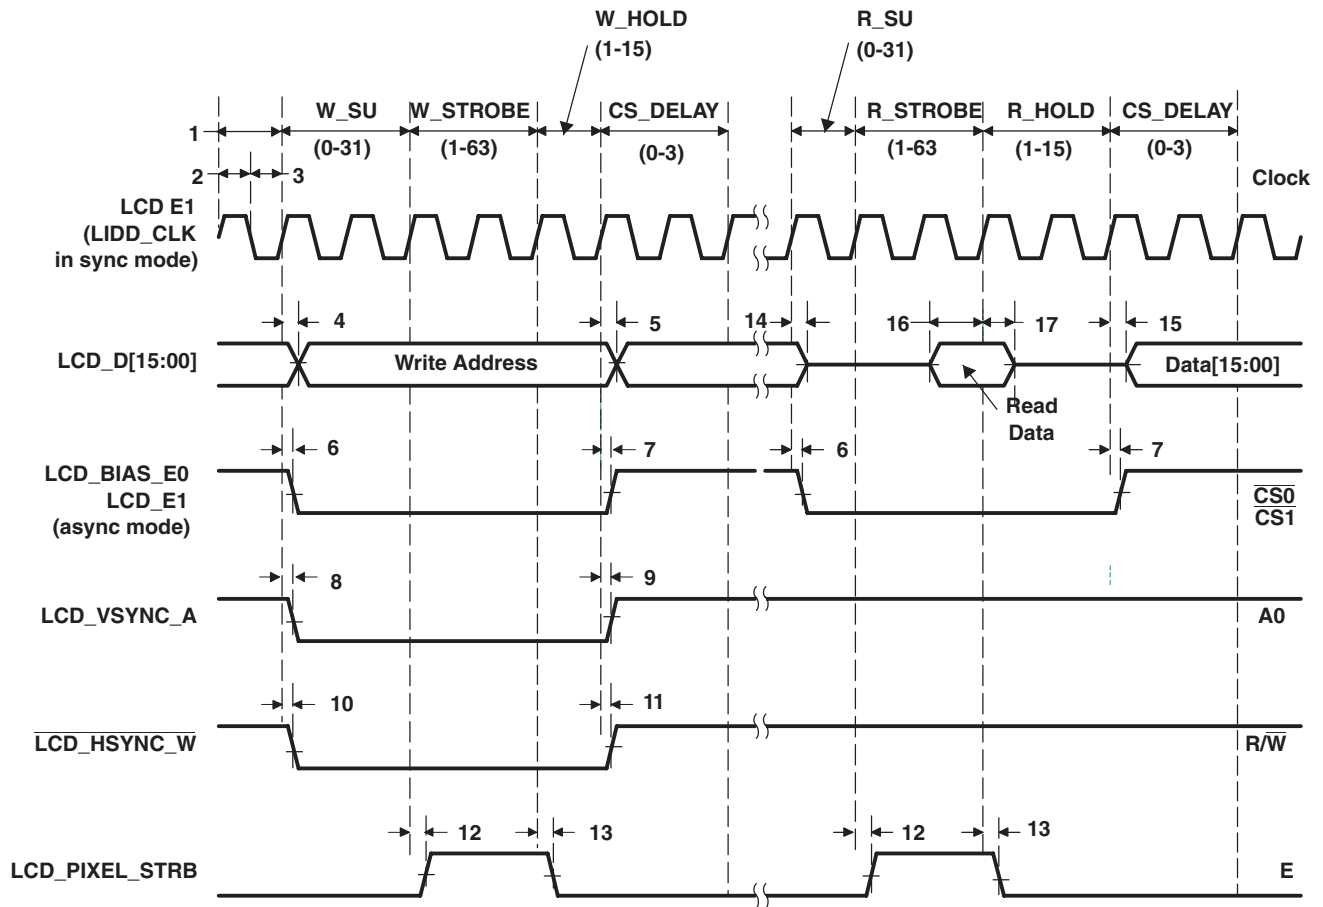 W_HOLD
(1-15)
R_SU
(0-31)
W_SU
W_STROBE
CS_DELAY
R_STROBE
R_HOLD
CS_DELAY
1
(0-31)
(1-63)
(0-3)
(1-63
(1-15)
(0-3)
2
3
Clock
LCD E1
(LIDD_CLK
in sync mode)
4
5
14
16
17
15
LCD_D[15:00]
Write Address
Data[15:00]
Read
Data
6
7
6
7
LCD_BIAS_E0
LCD_E1
(async mode)
CS0
CS1
8
9
LCD_VSYNC_A
A0
10
11
LCD_HSYNC_W
R/W
12
13
12
13
LCD_PIXEL_STRB
E